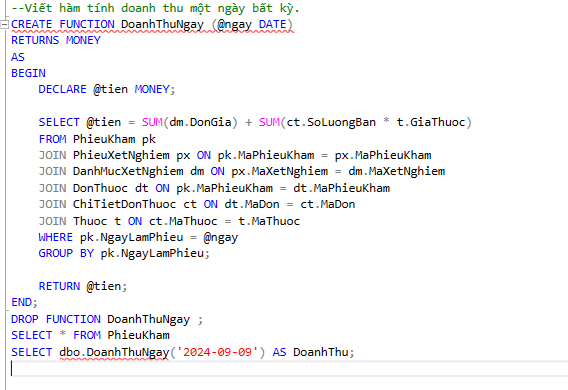 --Viết hàm tính doanh thu một ngày bất kỳ.
CREATE FUNCTION DoanhThuNgay (@ngay DATE)
RETURNS MONEY
AS
BEGIN
DECLARE @tien MONEY;
SELECT @tien = SUM(dm.DonGia) + SUM(ct.SoLuongBan * t.GiaThuoc)
FROM PhieuKham pk
JOIN PhieuXetNghiem px ON pk.MaPhieuKham = px.MaPhieuKham
JOIN DanhMucXetNghiem dm ON px.MaXetNghiem = dm.MaXetNghiem
JOIN DonThuoc dt ON pk.MaPhieuKham = dt.MaPhieuKham
JOIN ChiTietDonThuoc ct ON dt.MaDon = ct.MaDon
JOIN Thuoc t ON ct.MaThuoc = t.MaThuoc
WHERE pk.NgayLamPhieu = @ngay
GROUP BY pk.NgayLamPhieu;
RETURN @tien;
END;
DROP FUNCTION DoanhThuNgay ;
SELECT * FROM PhieuKham
SELECT dbo.DoanhThuNgay('2024-09-09') AS DoanhThu;